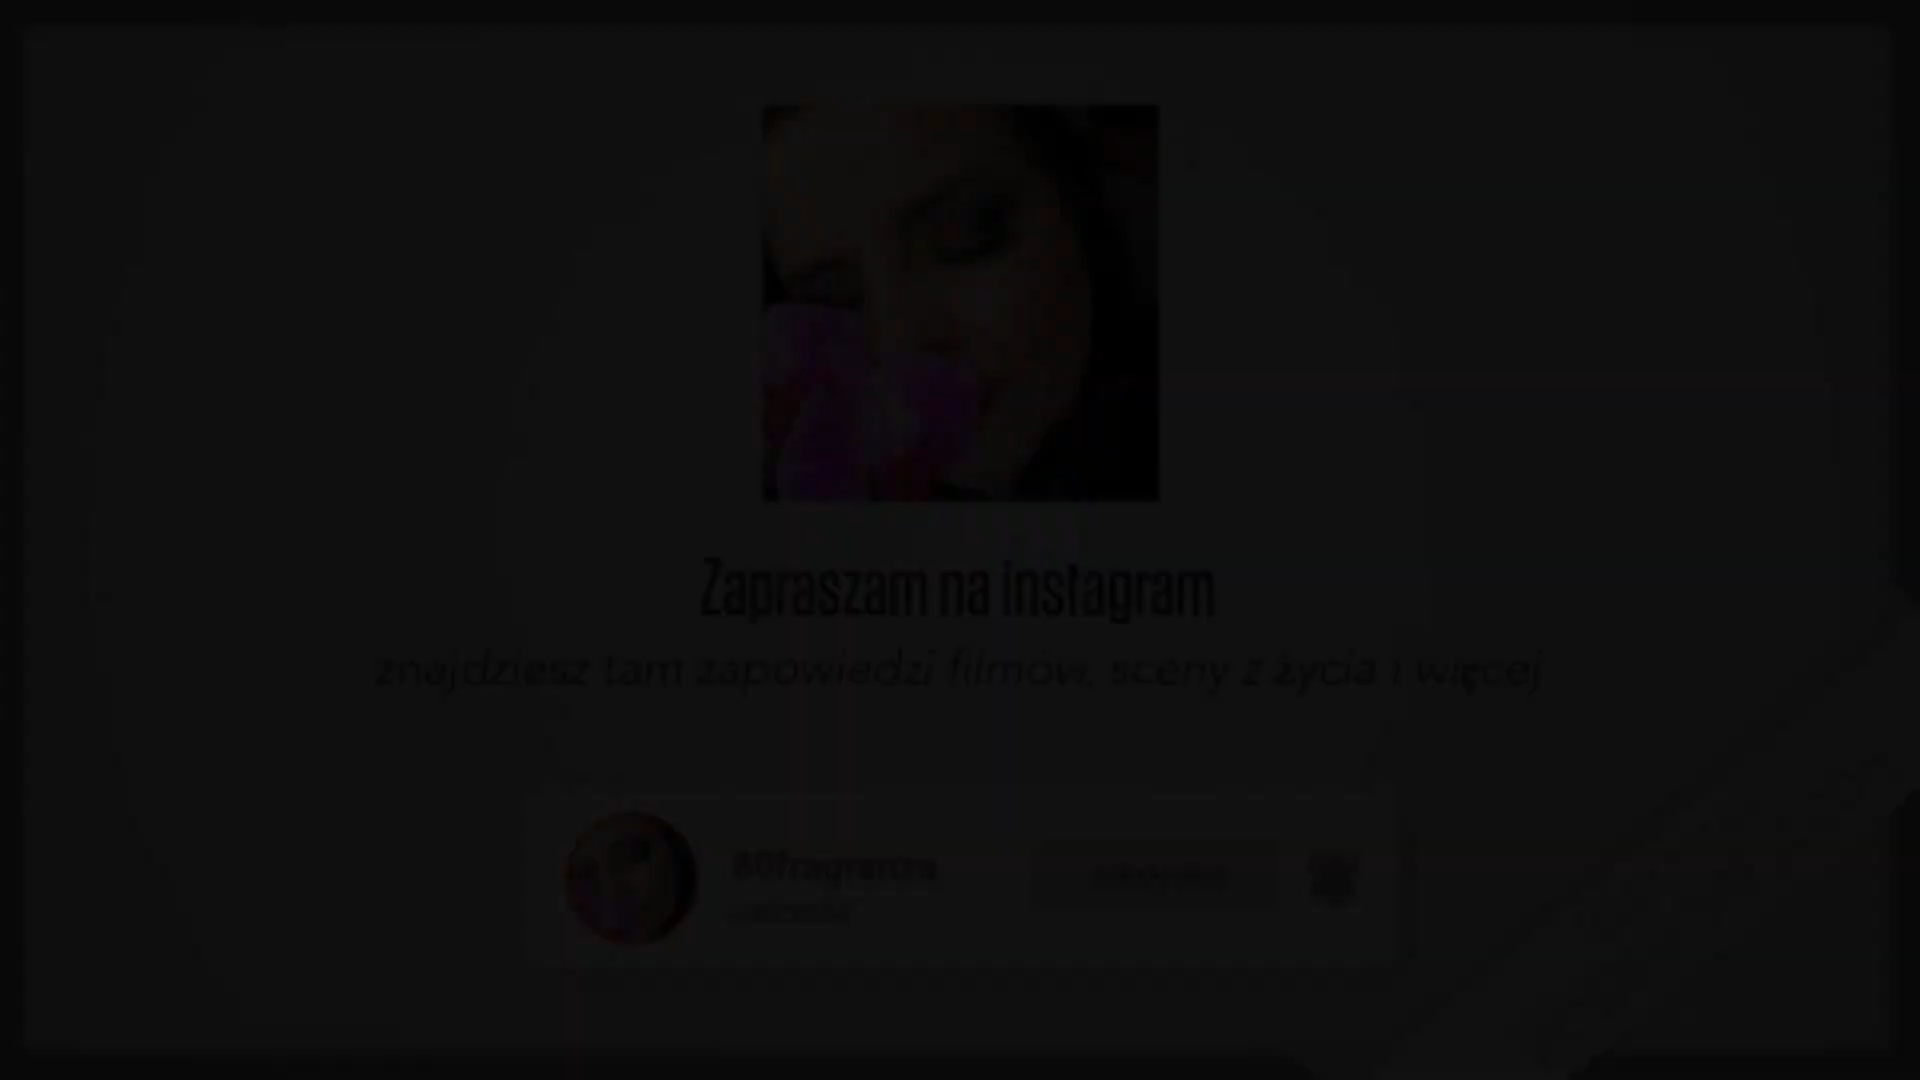 Zapraszam na instagram
znajdziesz tam zapowiedzi filmów, sceny z życia i więcej